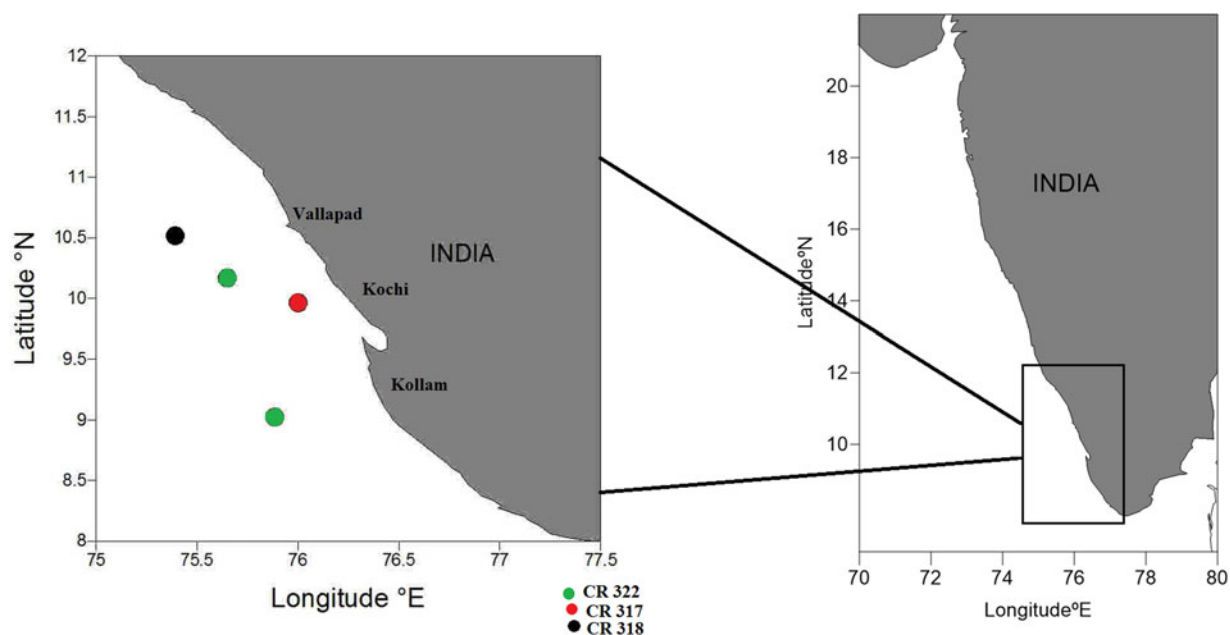 12
11.5
11
10.5
10
9.5
9
8.5
8
Latitude °N
Vallapad
INDIA
Kochi
Kollam
75
75.5
76
76.5
77
77.5
Longitude °E
CR 322
CR 317
CR 318
20
18
16
14
12
10
Latitude°N
INDIA
70
72
74
76
78
80
Longitude°E